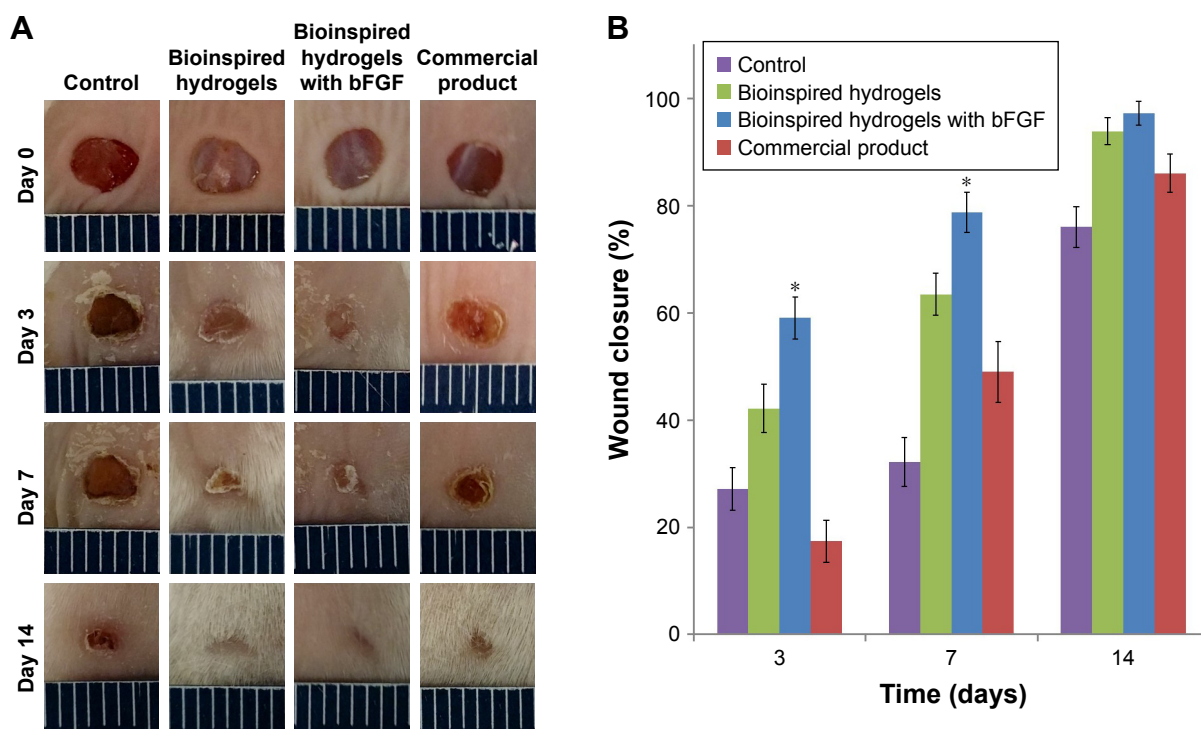 A
Control
Bioinspired
hydrogels
Bioinspired
hydrogels
with bFGF
Commercial
product
Day 0
Day 3
Day 7
Day 14
B
Control
Bioinspired hydrogels
Bioinspired hydrogels with bFGF
Commercial product
Wound closure (%)
100
80
60
40
20
0
*
*
3
7
14
Time (days)